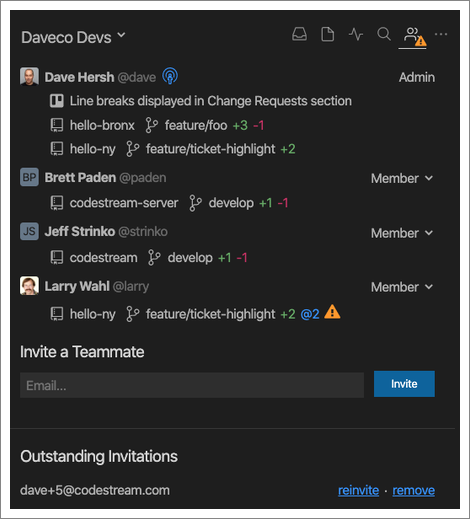 Daveco Devs
Dave Hersh @dave Admin
Line breaks displayed in Change Requests section
hello-bronx feature/foo +3 -1
hello-ny feature/ticket-highlight +2
BP Brett Paden @paden Member
codestream-server develop +1 -1
JS Jeff Strinko @strinko Member
codestream develop +1 -1
Larry Wahl @larry Member
hello-ny feature/ticket-highlight +2 @2
Invite a Teammate
Email... Invite
Outstanding Invitations
dave+5@codestream.com reinvite · remove